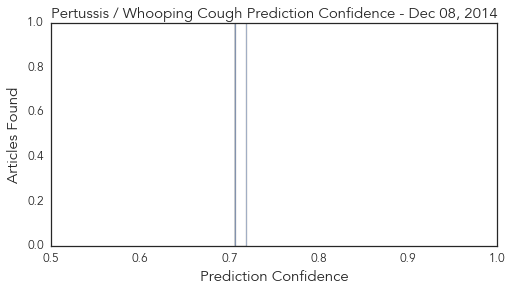 Pertussis / Whooping Cough Prediction Confidence - Dec 08, 2014
1.0
0.8
0.6
0.4
0.2
0.0
Articles Found
0.5 0.6 0.7 0.8 0.9 1.0
Prediction Confidence